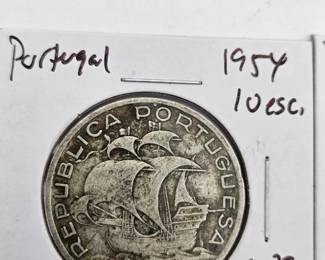 Portugal 1954
10 esc.
REPUBLICA PORTUGUESA